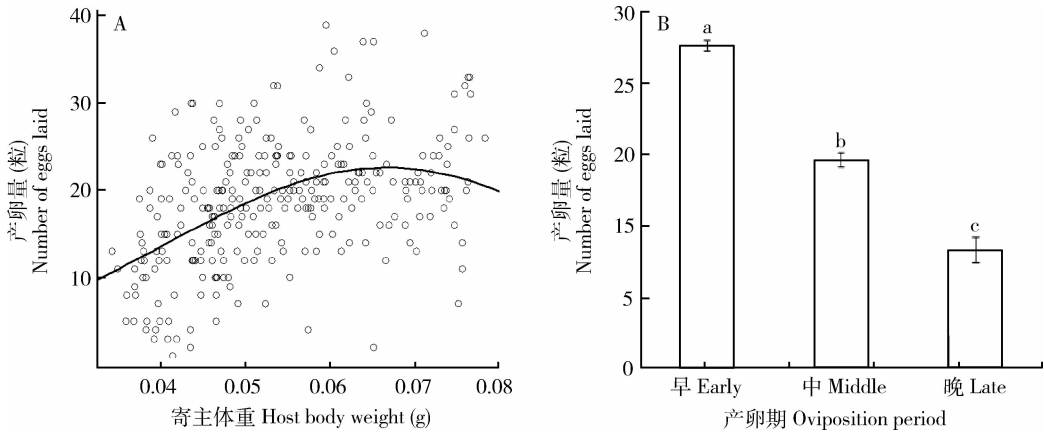 A
40
30
20
10
产卵量 (粒)
Number of eggs laid
0.04 0.05 0.06 0.07 0.08
寄主体重 Host body weight (g)
B
30
25
20
15
5
0
产卵量 (粒)
Number of eggs laid
a
b
c
早 Early 中 Middle 晚 Late
产卵期 Oviposition period